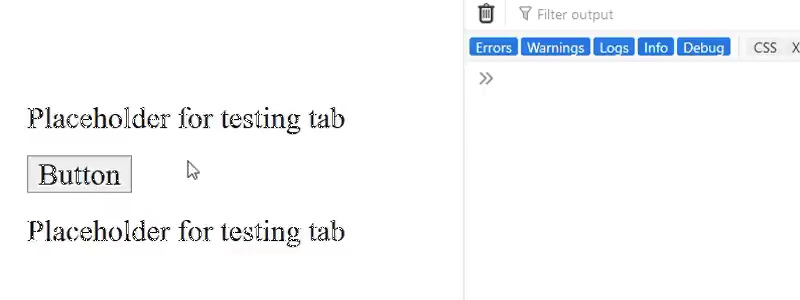 Filter output
Errors Warnings Logs Info Debug CSS X
Placeholder for testing tab
Button
Placeholder for testing tab